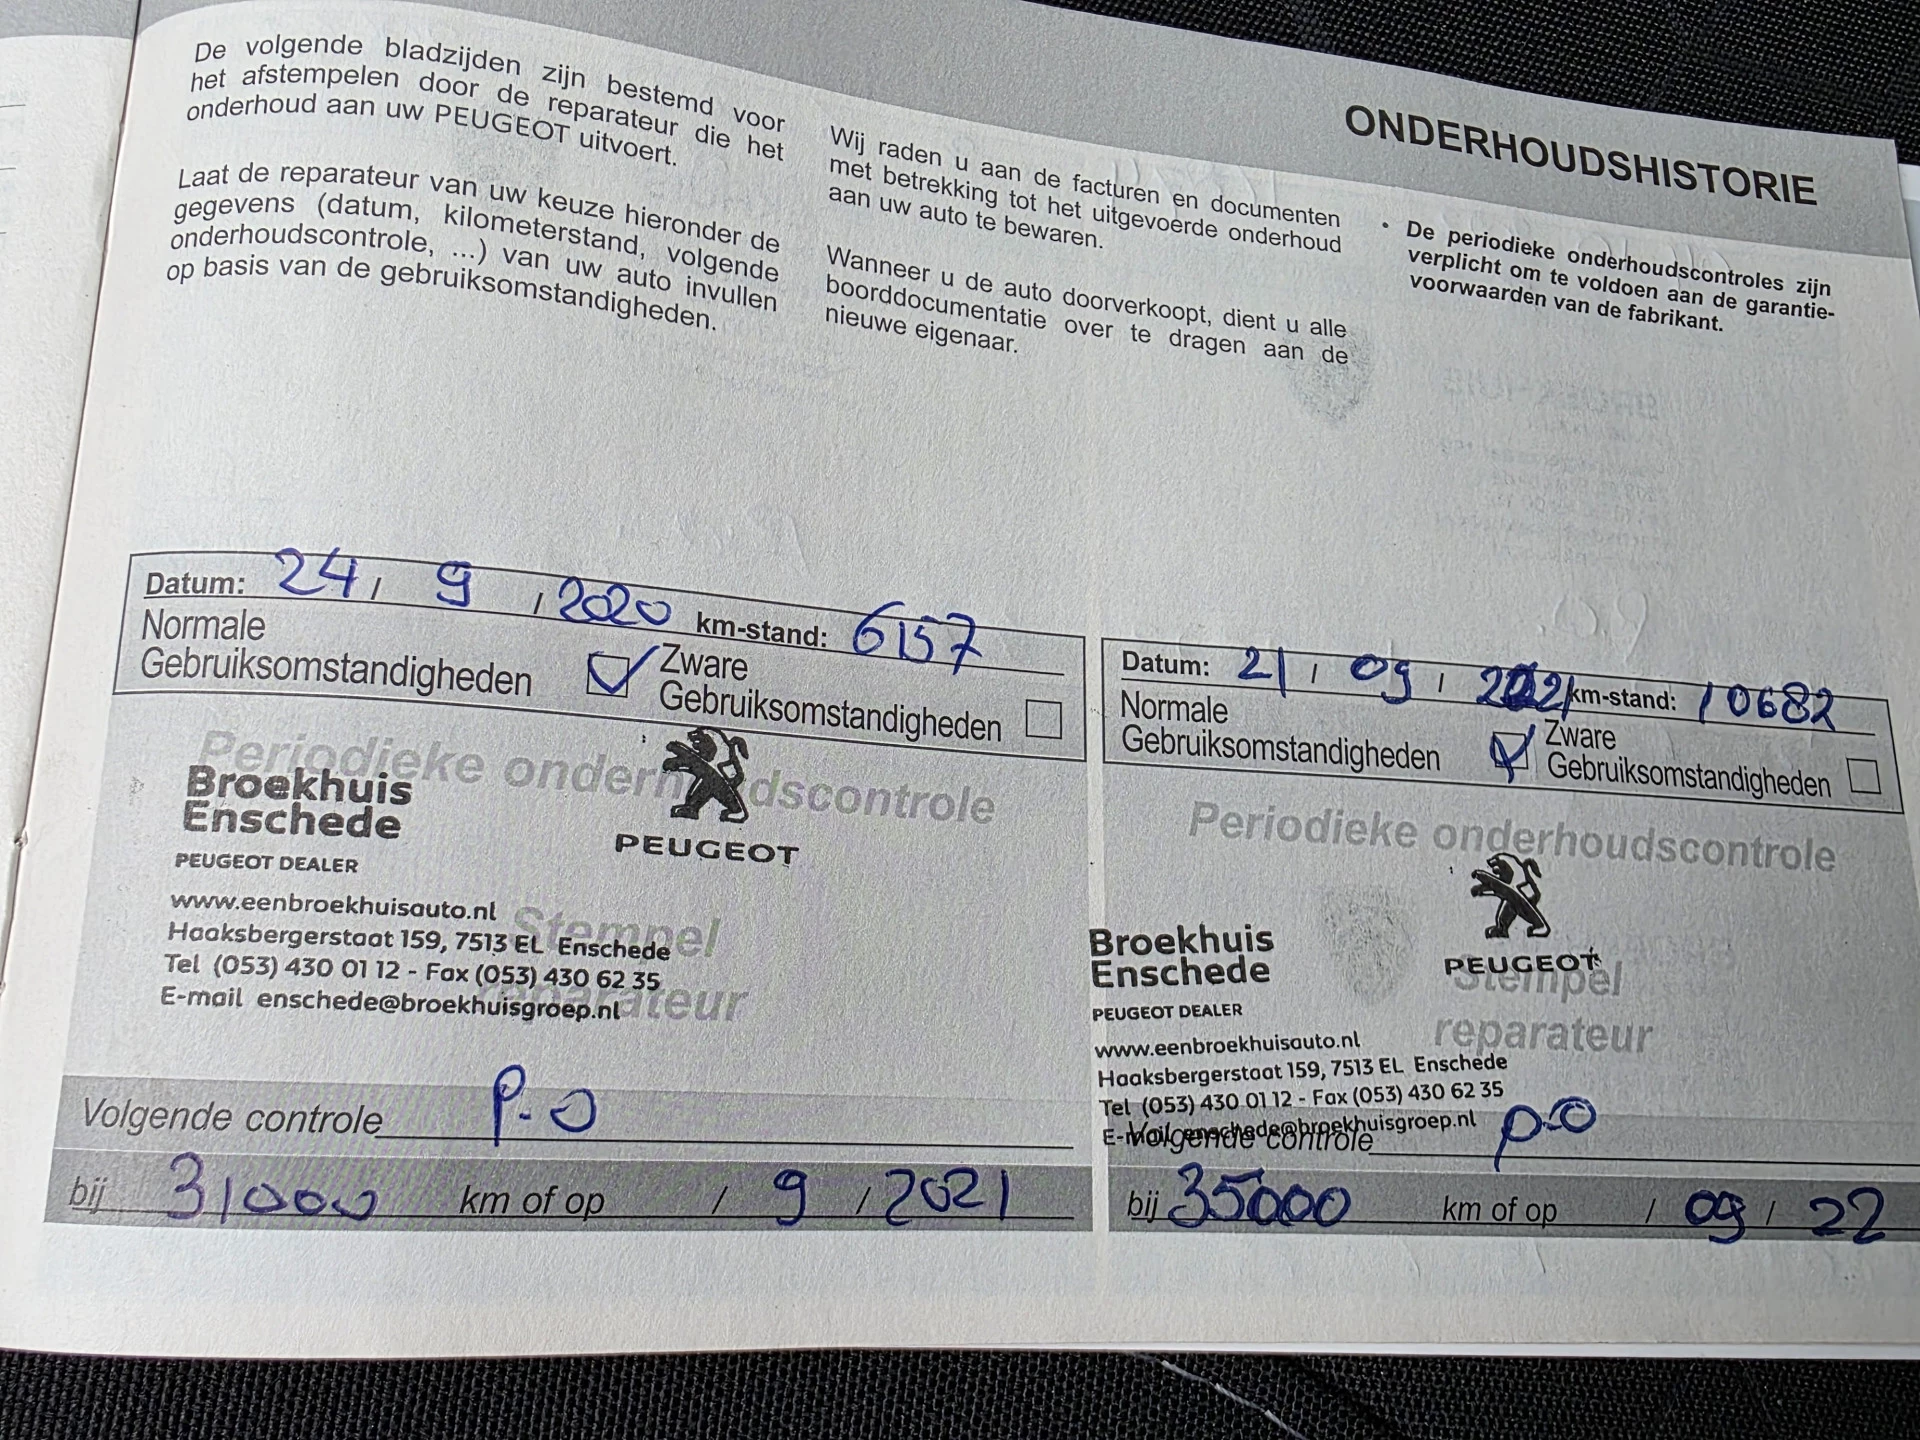 ONDERHOUDSHISTORIE
De volgende bladzijden zijn bestemd voor
het afstempelen door de reparateur die het
onderhoud aan uw PEUGEOT uitvoert.
Laat de reparateur van uw keuze hieronder de
gegevens (datum, kilometerstand, volgende
onderhoudscontrole, ...) van uw auto invullen
op basis van de gebruiksomstandigheden.
Wij raden u aan de facturen en documenten
met betrekking tot het uitgevoerde onderhoud
aan uw auto te bewaren.
Wanneer u de auto doorverkoopt, dient u alle
boorddocumentatie over te dragen aan de
nieuwe eigenaar.
• De periodieke onderhoudscontroles zijn
verplicht om te voldoen aan de garantie-
voorwaarden van de fabrikant.
Datum: 24 / 9 / 2020 km-stand: 6157
Normale
Gebruiksomstandigheden
Zware
Gebruiksomstandigheden
Periodieke onderhoudscontrole
Broekhuis
Enschede
PEUGEOT
PEUGEOT DEALER
www.eenbroekhuisauto.nl
Haaksbergerstaat 159, 7513 EL Enschede
Tel (053) 430 01 12 - Fax (053) 430 62 35
E-mail enschede@broekhuisgroep.nl
Stempel
reparateur
Volgende controle P.O
bij 31000 km of op / 9 / 2021
Datum: 21 / 09 / 2021 km-stand: 10682
Normale
Gebruiksomstandigheden
Zware
Gebruiksomstandigheden
Periodieke onderhoudscontrole
Broekhuis
Enschede
PEUGEOT
PEUGEOT DEALER
www.eenbroekhuisauto.nl
Haaksbergerstaat 159, 7513 EL Enschede
Tel (053) 430 01 12 - Fax (053) 430 62 35
E-mail enschede@broekhuisgroep.nl
Stempel
reparateur
Volgende controle p.o
bij 35000 km of op / 09 / 22